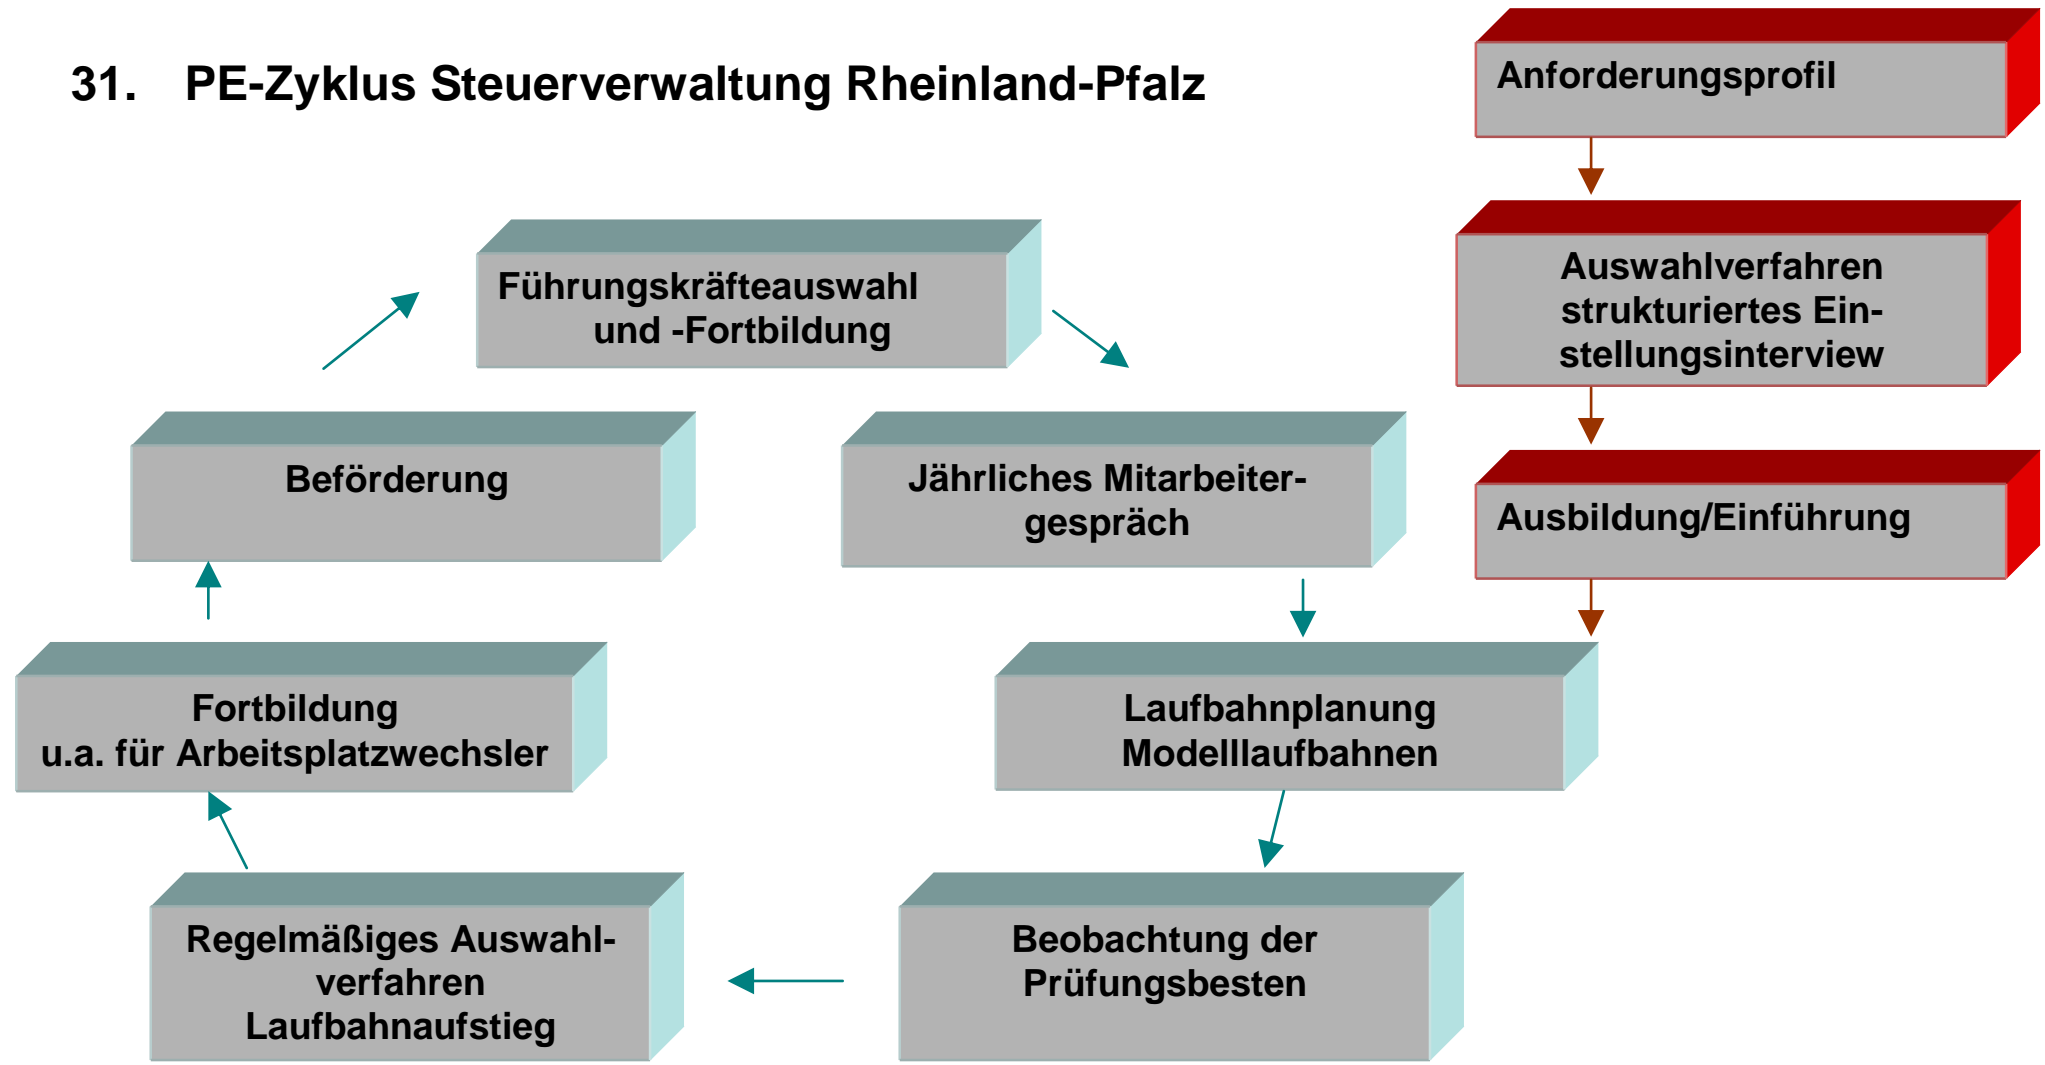 31. PE-Zyklus Steuerverwaltung Rheinland-Pfalz
Anforderungsprofil
Auswahlverfahren
strukturiertes Ein-
stellungsinterview
Ausbildung/Einführung
Führungskräfteauswahl
und -Fortbildung
Beförderung
Jährliches Mitarbeiter-
gespräch
Fortbildung
u.a. für Arbeitsplatzwechsler
Laufbahnplanung
Modelllaufbahnen
Regelmäßiges Auswahl-
verfahren
Laufbahnaufstieg
Beobachtung der
Prüfungsbesten